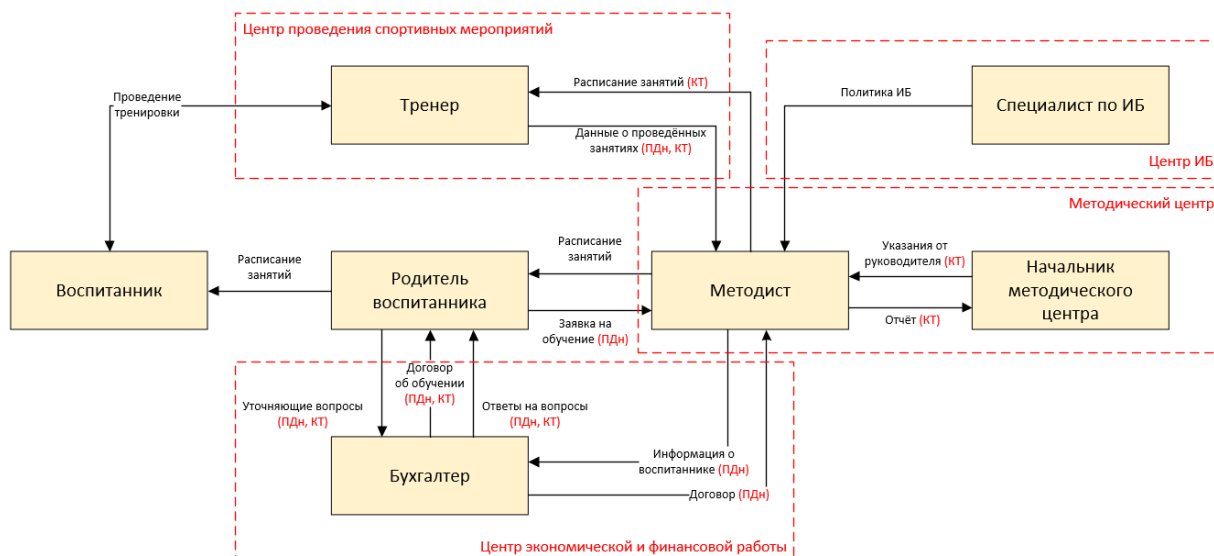 Центр проведения спортивных мероприятий
Тренер
Проведение
тренировки
Расписание занятий (КТ)
Данные о проведённых
занятиях (ПДн, КТ)
Политика ИБ
Специалист по ИБ
Центр ИБ
Методический центр
Воспитанник
Расписание
занятий
Родитель
воспитанника
Расписание
занятий
Заявка на
обучение (ПДн)
Методист
Указания от
руководителя (КТ)
Отчёт (КТ)
Начальник
методического
центра
Уточняющие вопросы
(ПДн, КТ)
Договор
об обучении
(ПДн, КТ)
Ответы на вопросы
(ПДн, КТ)
Бухгалтер
Информация о
воспитаннике (ПДн)
Договор (ПДн)
Центр экономической и финансовой работы